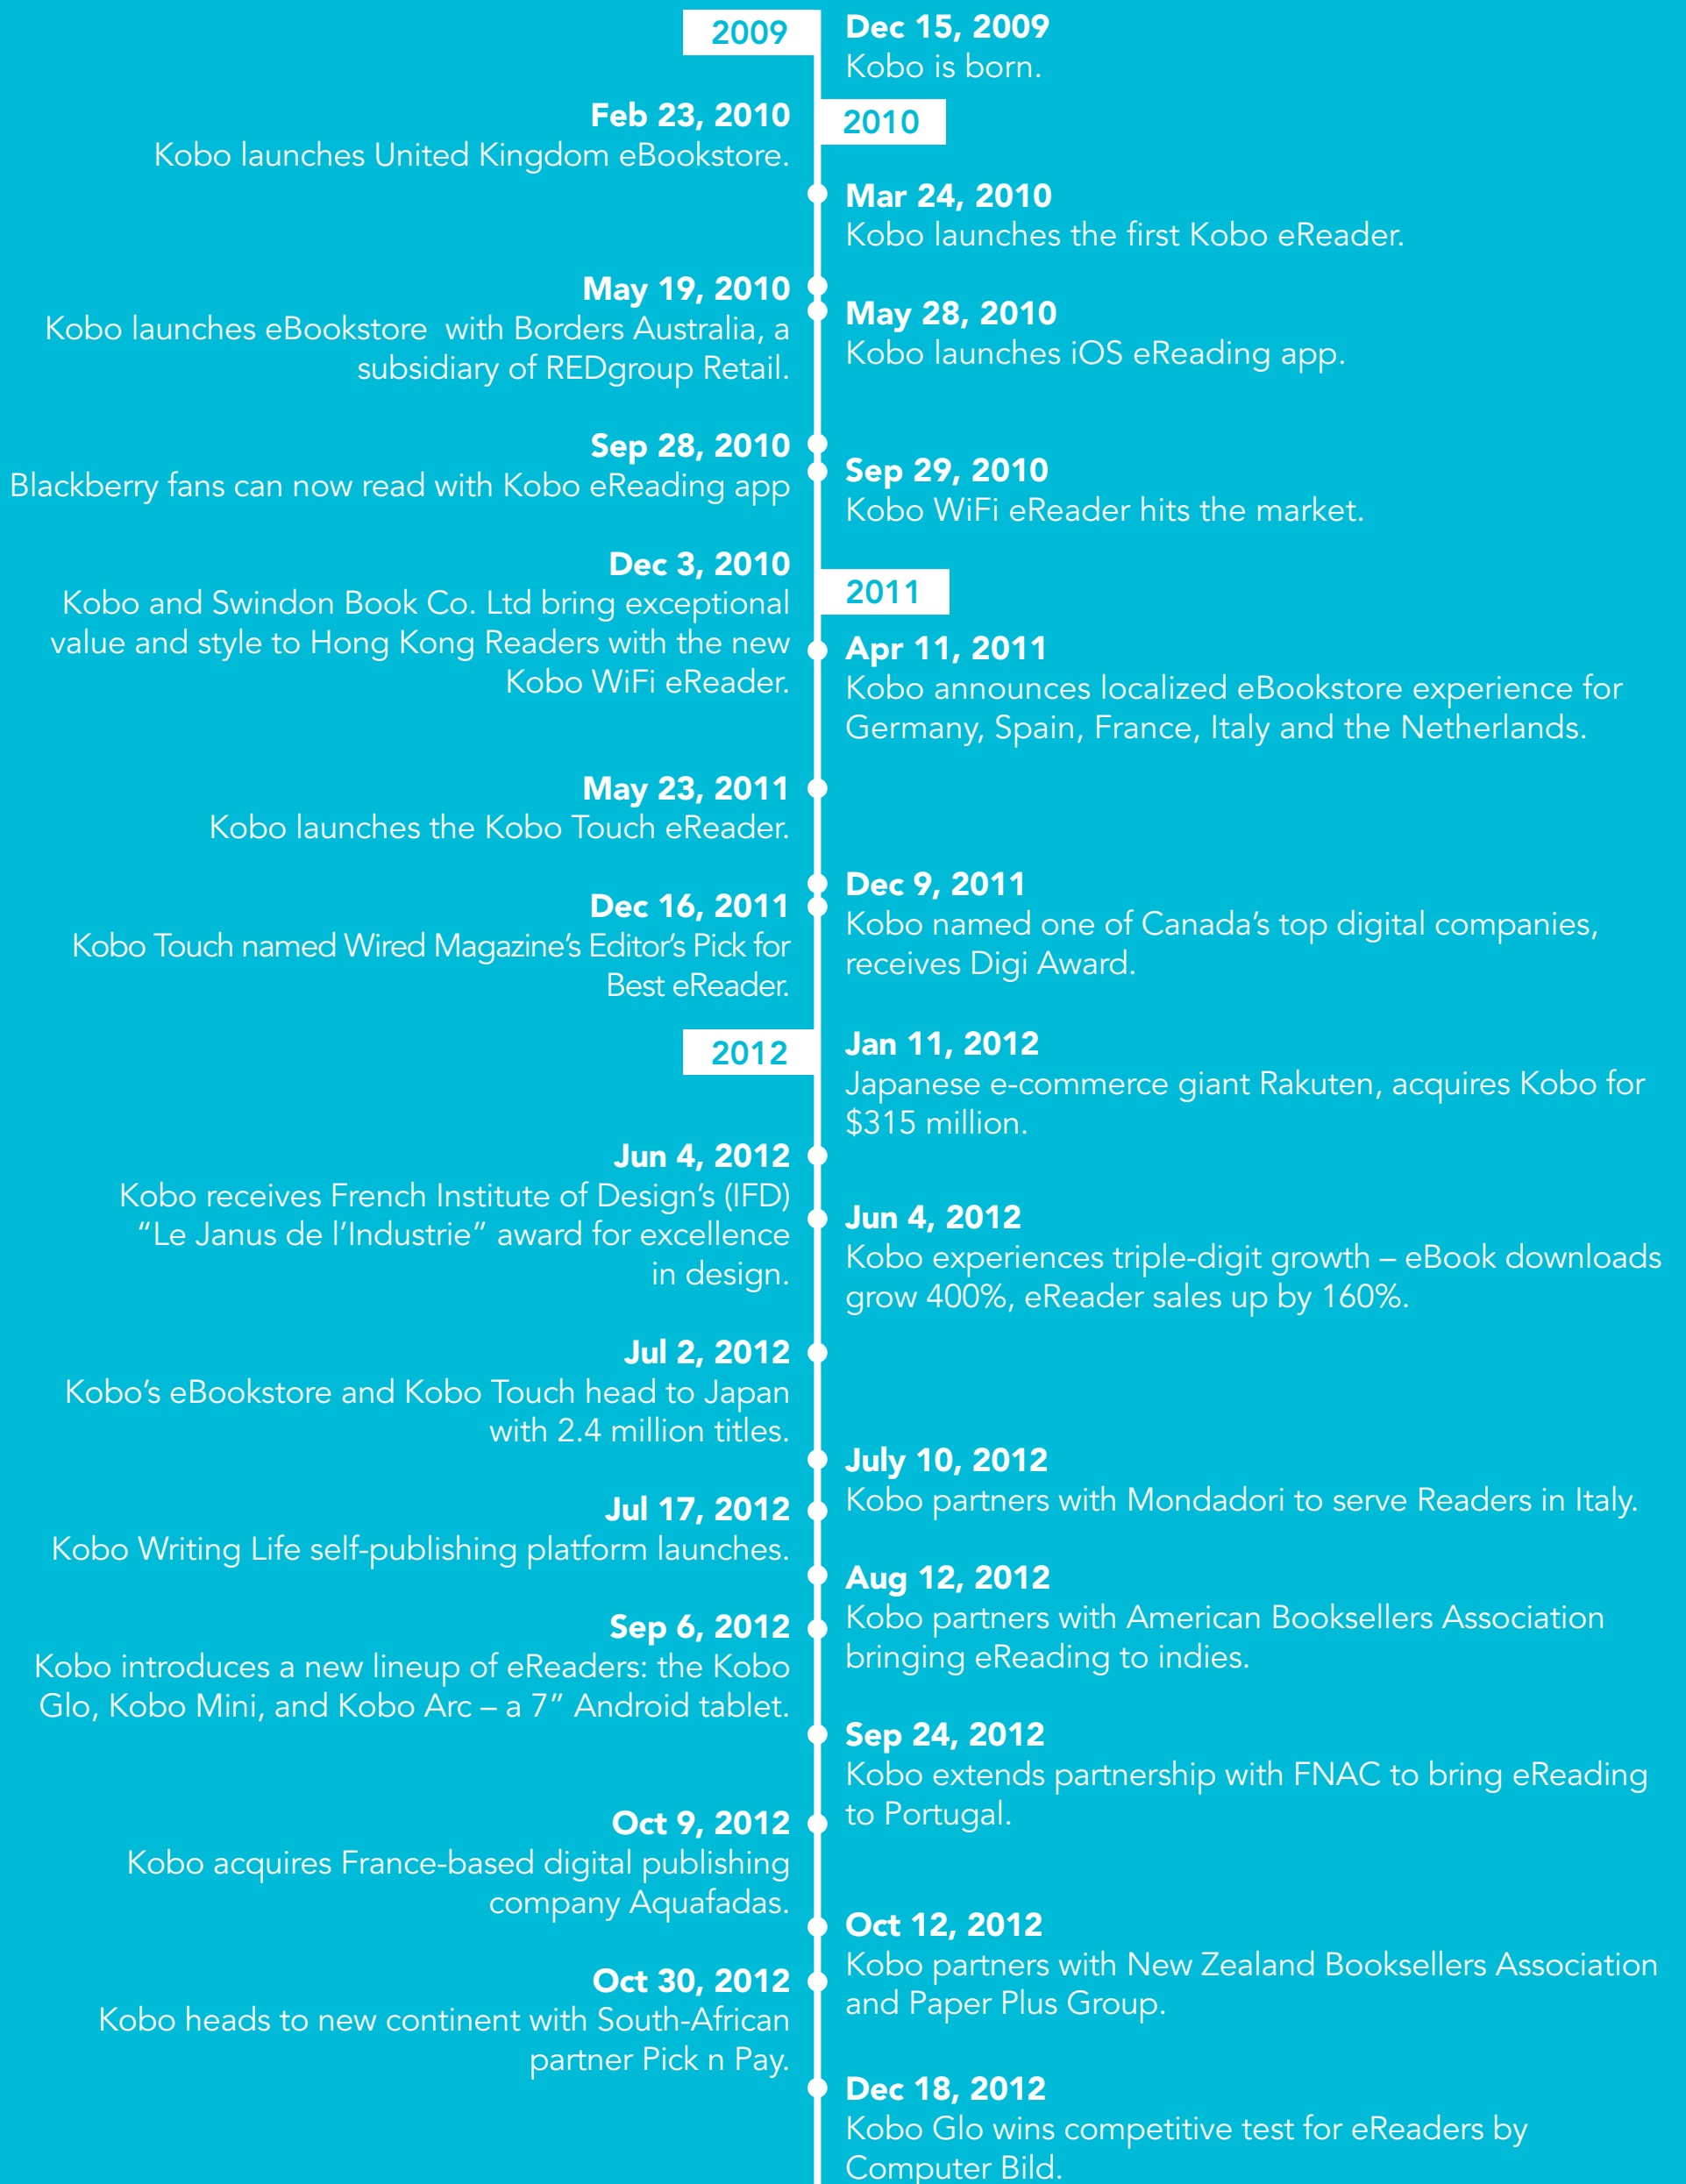 2009
Dec 15, 2009
Kobo is born.
Feb 23, 2010
Kobo launches United Kingdom eBookstore.
2010
Mar 24, 2010
Kobo launches the first Kobo eReader.
May 19, 2010
Kobo launches eBookstore with Borders Australia, a
subsidiary of REDgroup Retail.
May 28, 2010
Kobo launches iOS eReading app.
Sep 28, 2010
Blackberry fans can now read with Kobo eReading app
Sep 29, 2010
Kobo WiFi eReader hits the market.
Dec 3, 2010
Kobo and Swindon Book Co. Ltd bring exceptional
value and style to Hong Kong Readers with the new
Kobo WiFi eReader.
2011
Apr 11, 2011
Kobo announces localized eBookstore experience for
Germany, Spain, France, Italy and the Netherlands.
May 23, 2011
Kobo launches the Kobo Touch eReader.
Dec 9, 2011
Kobo named one of Canada’s top digital companies,
receives Digi Award.
Dec 16, 2011
Kobo Touch named Wired Magazine’s Editor’s Pick for
Best eReader.
2012
Jan 11, 2012
Japanese e-commerce giant Rakuten, acquires Kobo for
$315 million.
Jun 4, 2012
Kobo receives French Institute of Design’s (IFD)
“Le Janus de l’Industrie” award for excellence
in design.
Jun 4, 2012
Kobo experiences triple-digit growth – eBook downloads
grow 400%, eReader sales up by 160%.
Jul 2, 2012
Kobo’s eBookstore and Kobo Touch head to Japan
with 2.4 million titles.
July 10, 2012
Kobo partners with Mondadori to serve Readers in Italy.
Jul 17, 2012
Kobo Writing Life self-publishing platform launches.
Aug 12, 2012
Kobo partners with American Booksellers Association
bringing eReading to indies.
Sep 6, 2012
Kobo introduces a new lineup of eReaders: the Kobo
Glo, Kobo Mini, and Kobo Arc – a 7” Android tablet.
Sep 24, 2012
Kobo extends partnership with FNAC to bring eReading
to Portugal.
Oct 9, 2012
Kobo acquires France-based digital publishing
company Aquafadas.
Oct 12, 2012
Kobo partners with New Zealand Booksellers Association
and Paper Plus Group.
Oct 30, 2012
Kobo heads to new continent with South-African
partner Pick n Pay.
Dec 18, 2012
Kobo Glo wins competitive test for eReaders by
Computer Bild.